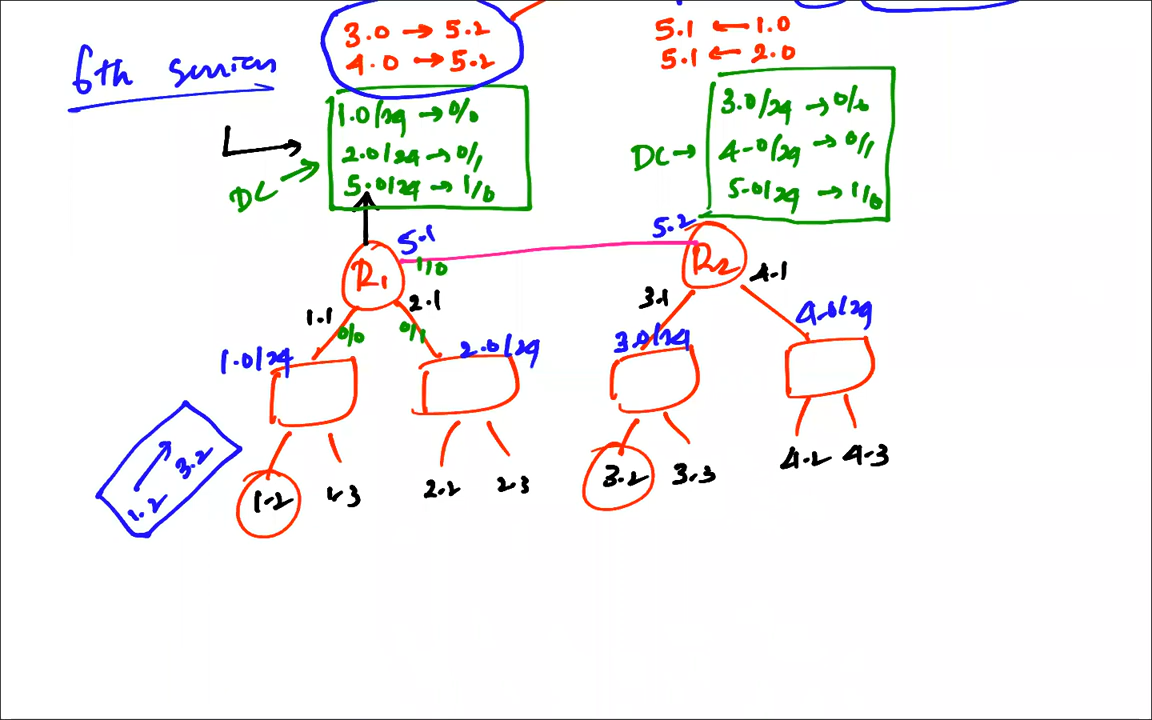 3.0 → 5.2
4.0 → 5.2
5.1 ← 1.0
5.1 ← 2.0
6th
1.0/24 → 0/0
2.0/24 → 0/1
5.0/24 → 1/0
DC →
3.0/24 → 0/0
4.0/24 → 0/1
5.0/24 → 1/0
DC →
R1
5.1
1/0
5.2
R2
1.1
2.1
0/0
0/1
3.1
4.1
1.0/24
2.0/24
3.0/24
4.0/24
1.2 → 3.2
1.2
1.3
2.2
2.3
3.2
3.3
4.2
4.3